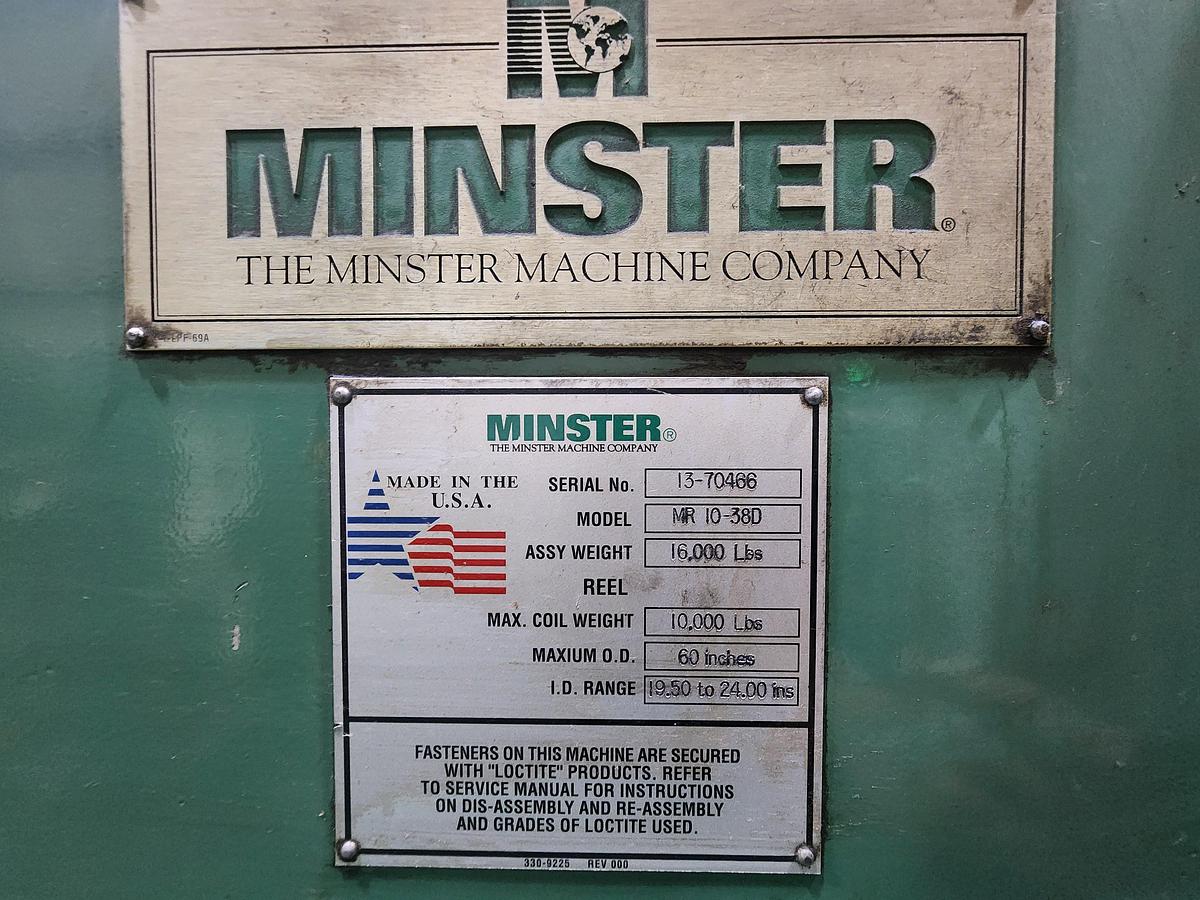 MINSTER®
THE MINSTER MACHINE COMPANY
MINSTER®
THE MINSTER MACHINE COMPANY
MADE IN THE
U.S.A.
SERIAL No. 13-70466
MODEL MR 10-38D
ASSY WEIGHT 16,000 Lbs
REEL
MAX. COIL WEIGHT 10,000 Lbs
MAXIUM O.D. 60 inches
I.D. RANGE 19.50 to 24.00 ins
FASTENERS ON THIS MACHINE ARE SECURED
WITH "LOCTITE" PRODUCTS. REFER
TO SERVICE MANUAL FOR INSTRUCTIONS
ON DIS-ASSEMBLY AND RE-ASSEMBLY
AND GRADES OF LOCTITE USED.
330-9225 REV 000